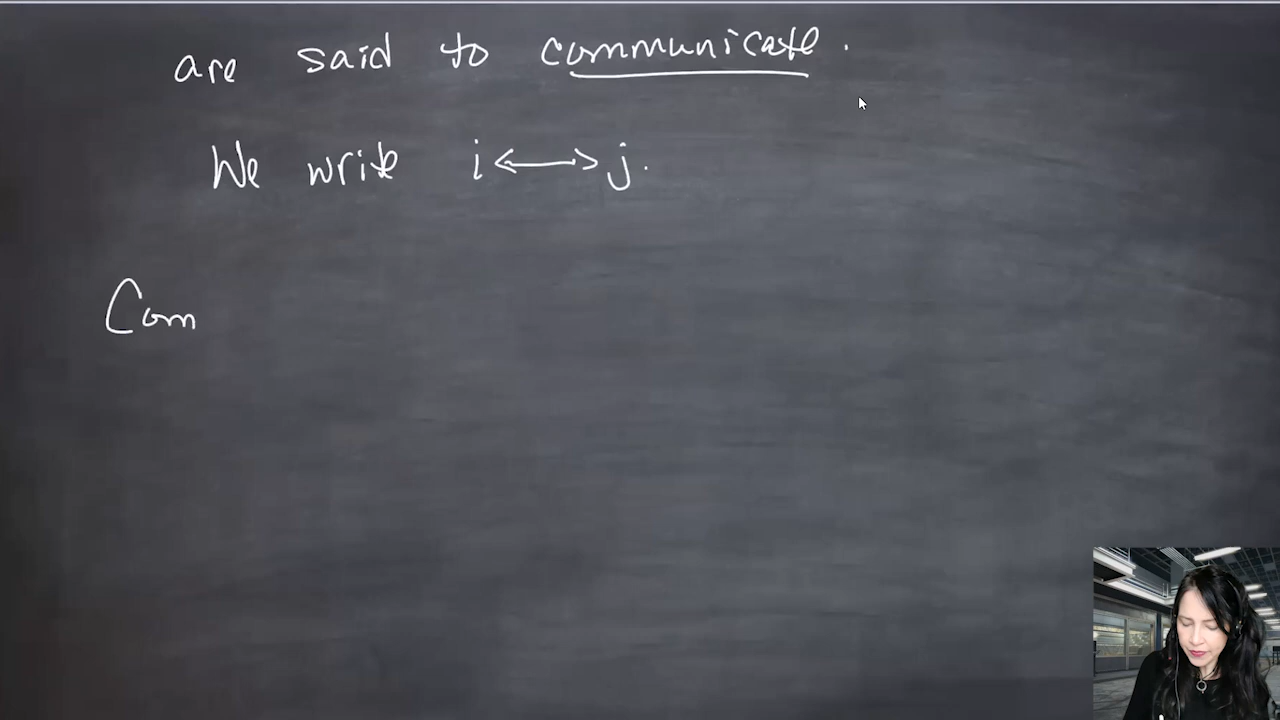 are said to communicate.
We write i<-->j.
Com